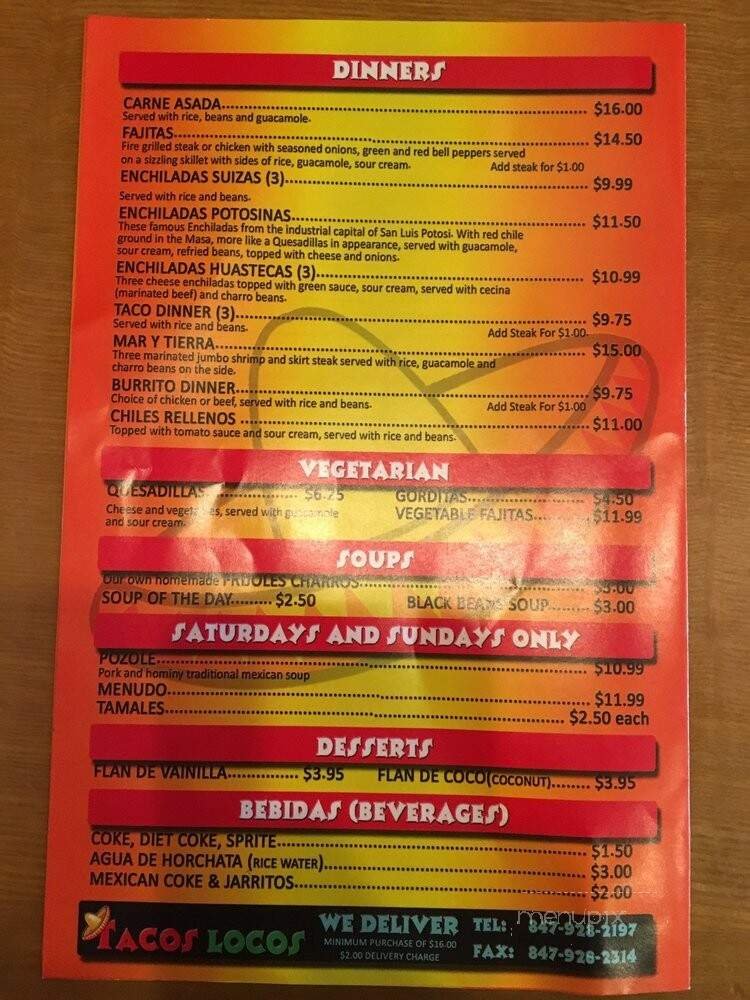 DINNERS
CARNE ASADA................ $16.00
Served with rice, beans and guacamole.
FAJITAS................ $14.50
Fire grilled steak or chicken with seasoned onions, green and red bell peppers served
on a sizzling skillet with sides of rice, guacamole, sour cream. Add steak for $1.00
ENCHILADAS SUIZAS (3)................ $9.99
Served with rice and beans.
ENCHILADAS POTOSINAS................ $11.50
These famous Enchiladas from the industrial capital of San Luis Potosi. With red chile
ground in the Masa, more like a Quesadillas in appearance, served with guacamole,
sour cream, refried beans, topped with cheese and onions.
ENCHILADAS HUASTECAS (3)................ $10.99
Three cheese enchiladas topped with green sauce, sour cream, served with cecina
(marinated beef) and charro beans.
TACO DINNER (3)................ $9.75
Served with rice and beans. Add Steak For $1.00
MAR Y TIERRA................ $15.00
Three marinated jumbo shrimp and skirt steak served with rice, guacamole and
charro beans on the side.
BURRITO DINNER................ $9.75
Choice of chicken or beef, served with rice and beans. Add Steak For $1.00
CHILES RELLENOS ................ $11.00
Topped with tomato sauce and sour cream, served with rice and beans.
VEGETARIAN
QUESADILLAS................ $6.25 GORDITAS................ $4.50
Cheese and vegetables, served with guacamole VEGETABLE FAJITAS......... $11.99
and sour cream.
SOUPS
Our own homemade FRIJOLES CHARROS................ $3.00
SOUP OF THE DAY......... $2.50 BLACK BEANS SOUP........ $3.00
SATURDAYS AND SUNDAYS ONLY
POZOLE................ $10.99
Pork and hominy traditional mexican soup
MENUDO................ $11.99
TAMALES................ $2.50 each
DESSERTS
FLAN DE VAINILLA............... $3.95 FLAN DE COCO(COCONUT)........ $3.95
BEBIDAS (BEVERAGES)
COKE, DIET COKE, SPRITE................ $1.50
AGUA DE HORCHATA (RICE WATER)................ $3.00
MEXICAN COKE & JARRITOS................ $2.00
menupix
TACOS LOCOS WE DELIVER TEL: 847-928-2197
MINIMUM PURCHASE OF $16.00
$2.00 DELIVERY CHARGE FAX: 847-928-2314